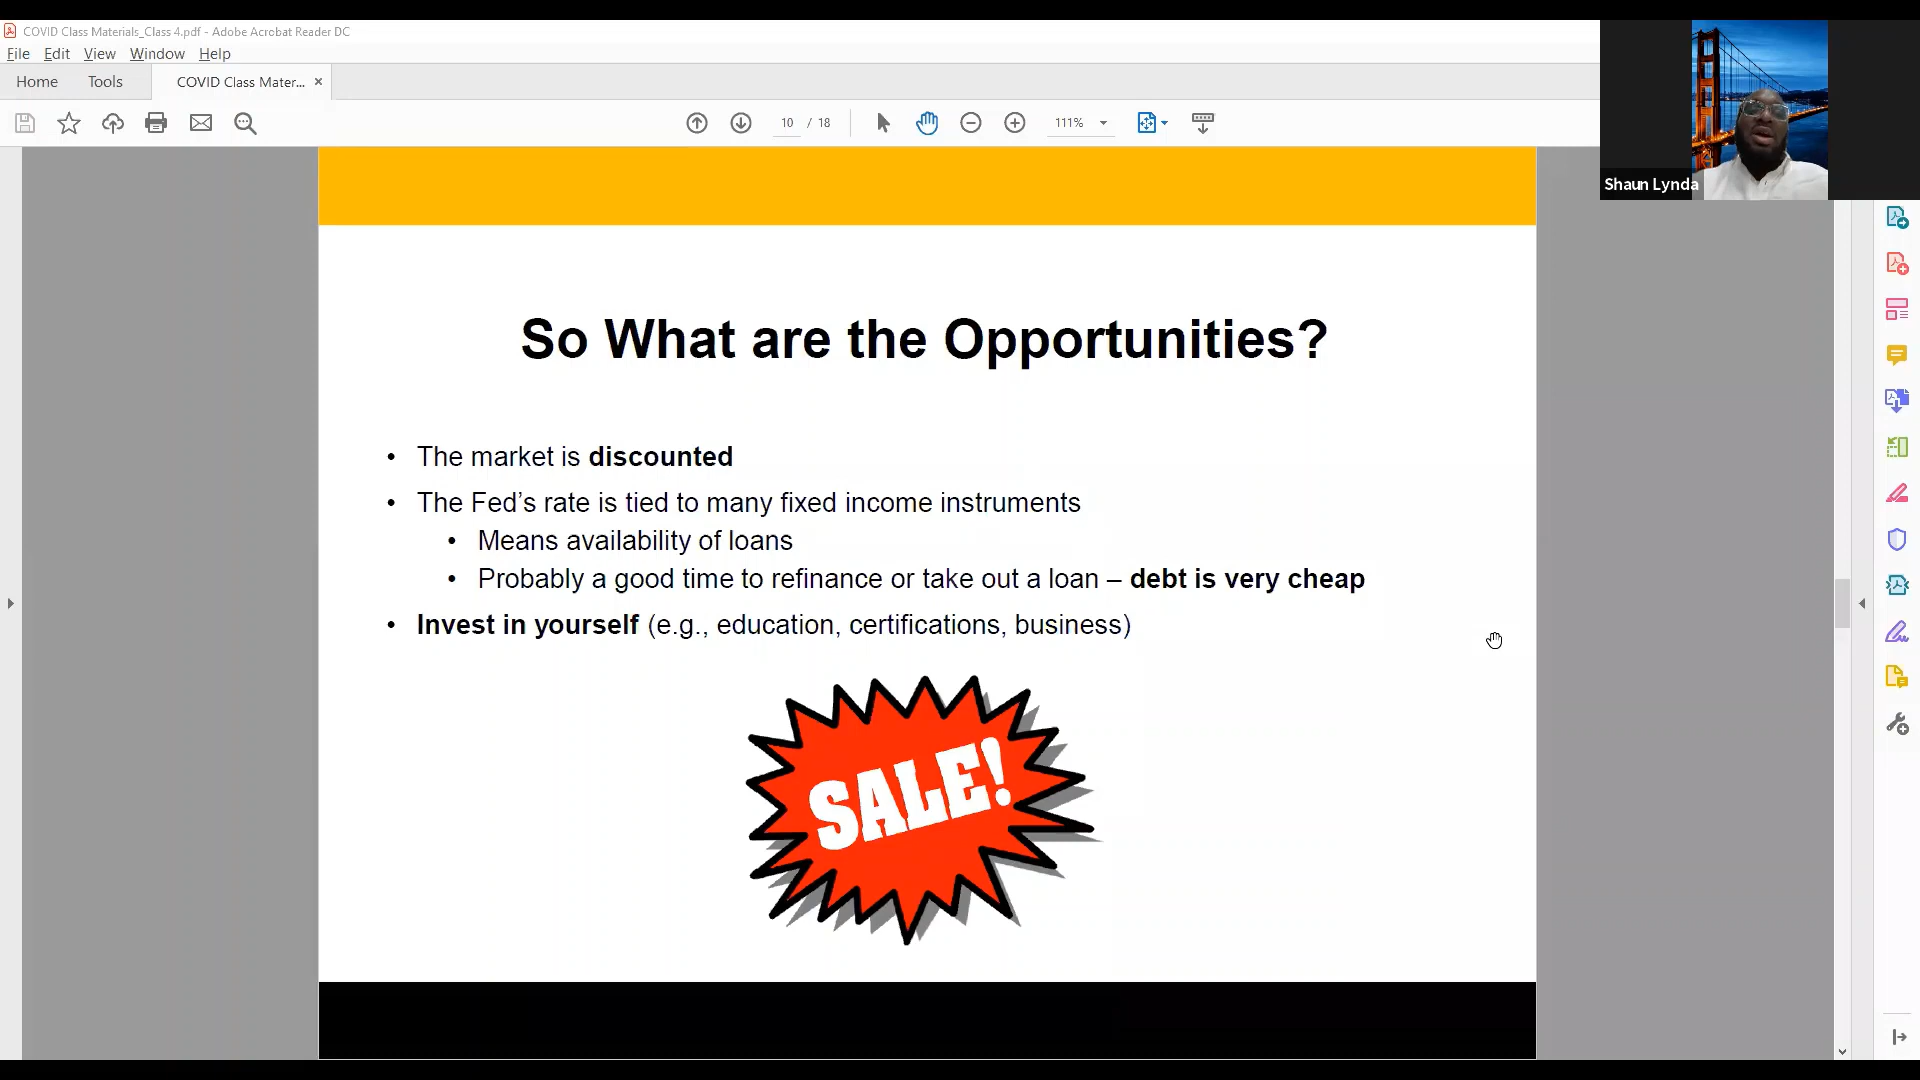 COVID Class Materials_Class 4.pdf - Adobe Acrobat Reader DC
File Edit View Window Help
Home Tools COVID Class Mater... ×
10 / 18 111%
Shaun Lynda
So What are the Opportunities?
• The market is discounted
• The Fed’s rate is tied to many fixed income instruments
• Means availability of loans
• Probably a good time to refinance or take out a loan – debt is very cheap
• Invest in yourself (e.g., education, certifications, business)
SALE!